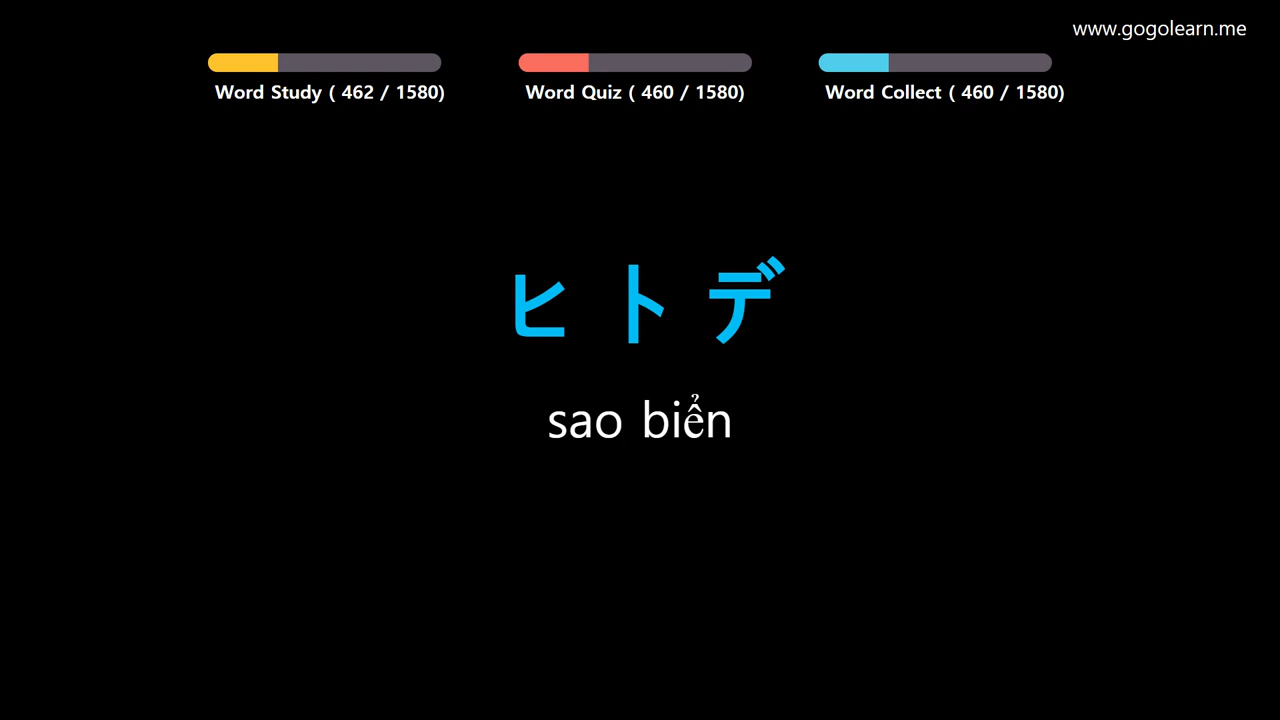 www.gogolearn.me
Word Study ( 462 / 1580)
Word Quiz ( 460 / 1580)
Word Collect ( 460 / 1580)
ヒトデ
sao biển